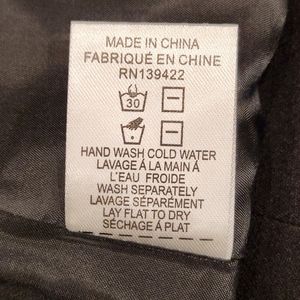 MADE IN CHINA
FABRIQUÉ EN CHINE
RN139422
30
HAND WASH COLD WATER
LAVAGE Á LA MAIN Á
L'EAU FROIDE
WASH SEPARATELY
LAVAGE SÉPARÉMENT
LAY FLAT TO DRY
SÉCHAGE Á PLAT